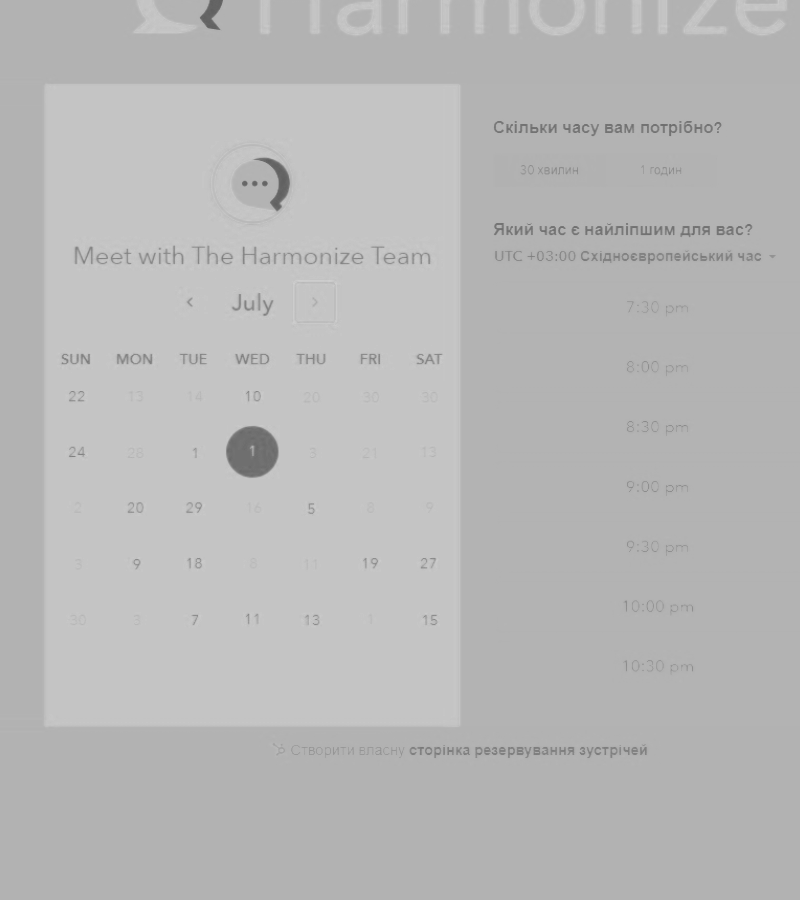 Harmonize
Meet with The Harmonize Team
July
SUN MON TUE WED THU FRI SAT
22 13 14 10 20 30 30
24 28 1 1 3 21 13
2 20 29 16 5 8 9
3 9 18 8 11 19 27
30 3 7 11 13 1 15
Скільки часу вам потрібно?
30 хвилин 1 годин
Який час є найліпшим для вас?
UTC +03:00 Східноєвропейський час
7:30 pm
8:00 pm
8:30 pm
9:00 pm
9:30 pm
10:00 pm
10:30 pm
Створити власну сторінка резервування зустрічей